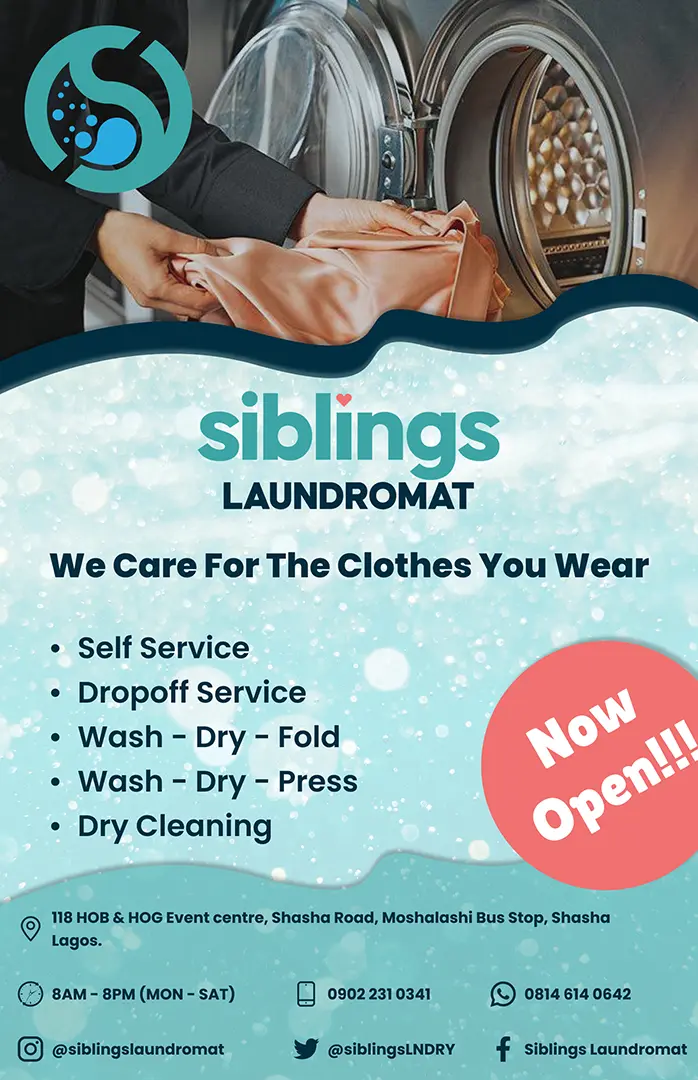 siblings
LAUNDROMAT
We Care For The Clothes You Wear
• Self Service
• Dropoff Service
• Wash - Dry - Fold
• Wash - Dry - Press
• Dry Cleaning
Now
Open!!!
118 HOB & HOG Event centre, Shasha Road, Moshalashi Bus Stop, Shasha
Lagos.
8AM - 8PM (MON - SAT)
0902 231 0341
0814 614 0642
@siblingslaundromat
@siblingsLNDRY
Siblings Laundromat